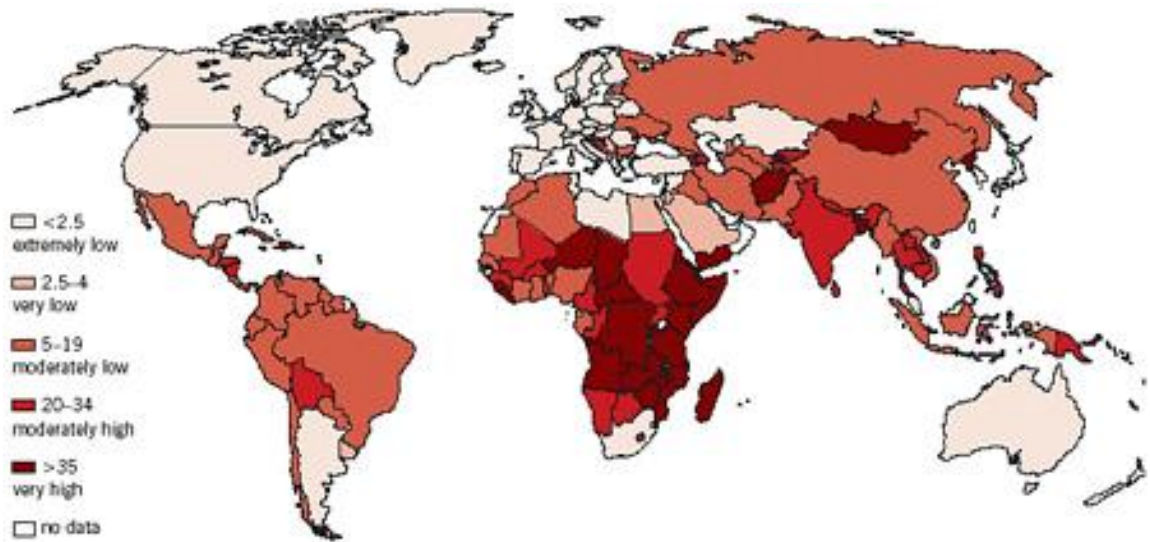 <2.5
extremely low
2.5-4
very low
5-19
moderately low
20-34
moderately high
>35
very high
no data